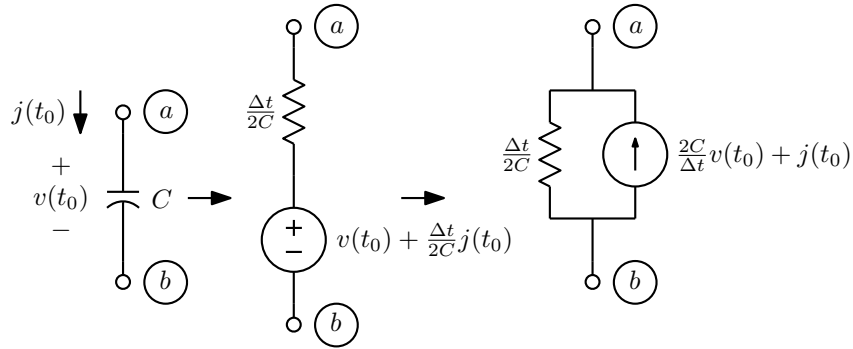 j(t₀)
a
+
v(t₀)
−
C
b
a
Δt/2C
+
−
v(t₀) + Δt/2C j(t₀)
b
a
Δt/2C
2C/Δt v(t₀) + j(t₀)
b